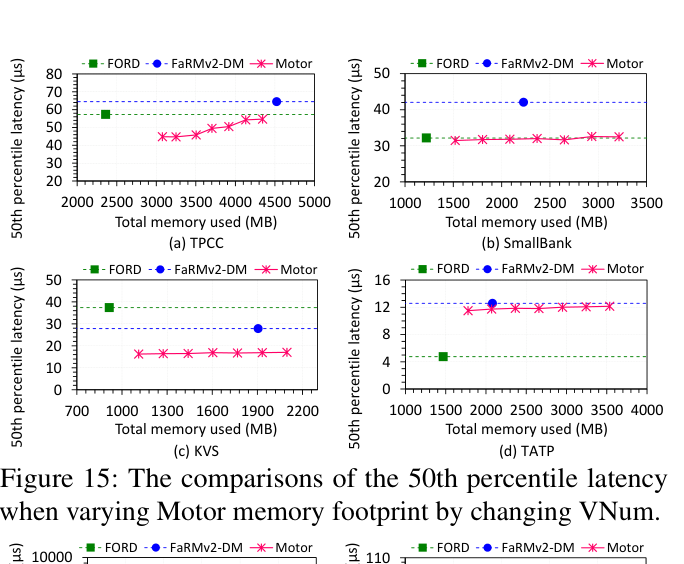 FORD FaRMv2-DM Motor
50th percentile latency (μs)
80
70
60
50
40
30
20
2000 2500 3000 3500 4000 4500 5000
Total memory used (MB)
(a) TPCC
FORD FaRMv2-DM Motor
50th percentile latency (μs)
50
40
30
20
1000 1500 2000 2500 3000 3500
Total memory used (MB)
(b) SmallBank
FORD FaRMv2-DM Motor
50th percentile latency (μs)
50
40
30
20
10
0
700 1000 1300 1600 1900 2200
Total memory used (MB)
(c) KVS
FORD FaRMv2-DM Motor
50th percentile latency (μs)
16
12
8
4
0
1000 1500 2000 2500 3000 3500 4000
Total memory used (MB)
(d) TATP
Figure 15: The comparisons of the 50th percentile latency
when varying Motor memory footprint by changing VNum.
FORD FaRMv2-DM Motor
10000
μs)
FORD FaRMv2-DM Motor
110
μs)